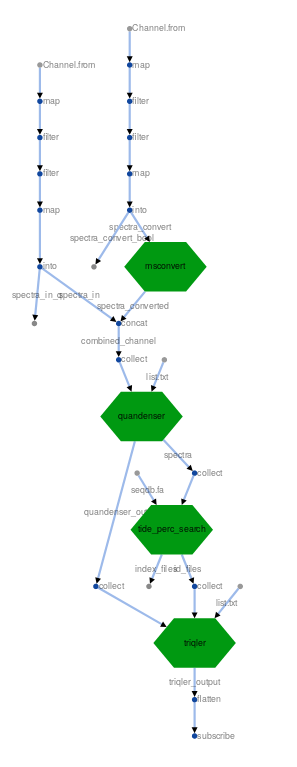 Channel.from
Channel.from
map
map
filter
filter
filter
map
map
into
spectra_convert
spectra_convert_bool
into
msconvert
spectra_in_q
spectra_in
spectra_converted
concat
combined_channel
collect
list.txt
quandenser
spectra
collect
seqdb.fa
quandenser_out
tide_perc_search
index_files
id_files
collect
collect
list.txt
triqler
triqler_output
flatten
subscribe